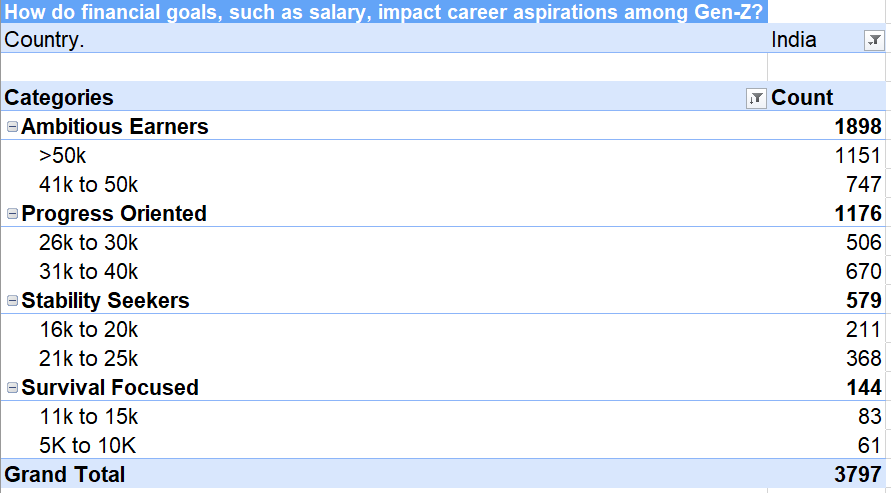 How do financial goals, such as salary, impact career aspirations among Gen-Z?
Country. India
Categories Count
Ambitious Earners 1898
>50k 1151
41k to 50k 747
Progress Oriented 1176
26k to 30k 506
31k to 40k 670
Stability Seekers 579
16k to 20k 211
21k to 25k 368
Survival Focused 144
11k to 15k 83
5K to 10K 61
Grand Total 3797